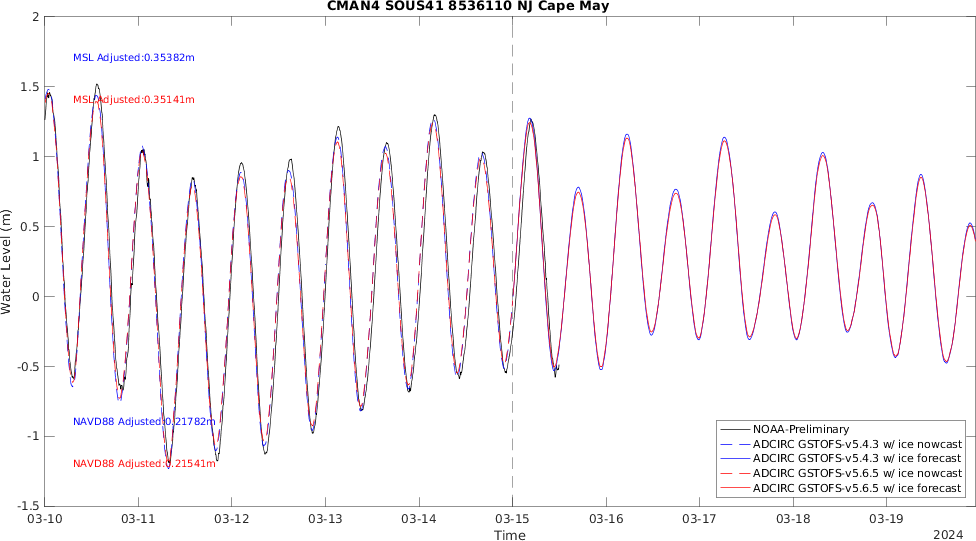 CMAN4 SOUS41 8536110 NJ Cape May
2
1.5
1
0.5
0
-0.5
-1
-1.5
Water Level (m)
MSL Adjusted:0.35382m
MSL Adjusted:0.35141m
NAVD88 Adjusted:0.21782m
NAVD88 Adjusted:0.21541m
NOAA-Preliminary
ADCIRC GSTOFS-v5.4.3 w/ ice nowcast
ADCIRC GSTOFS-v5.4.3 w/ ice forecast
ADCIRC GSTOFS-v5.6.5 w/ ice nowcast
ADCIRC GSTOFS-v5.6.5 w/ ice forecast
03-10 03-11 03-12 03-13 03-14 03-15 03-16 03-17 03-18 03-19
Time
2024